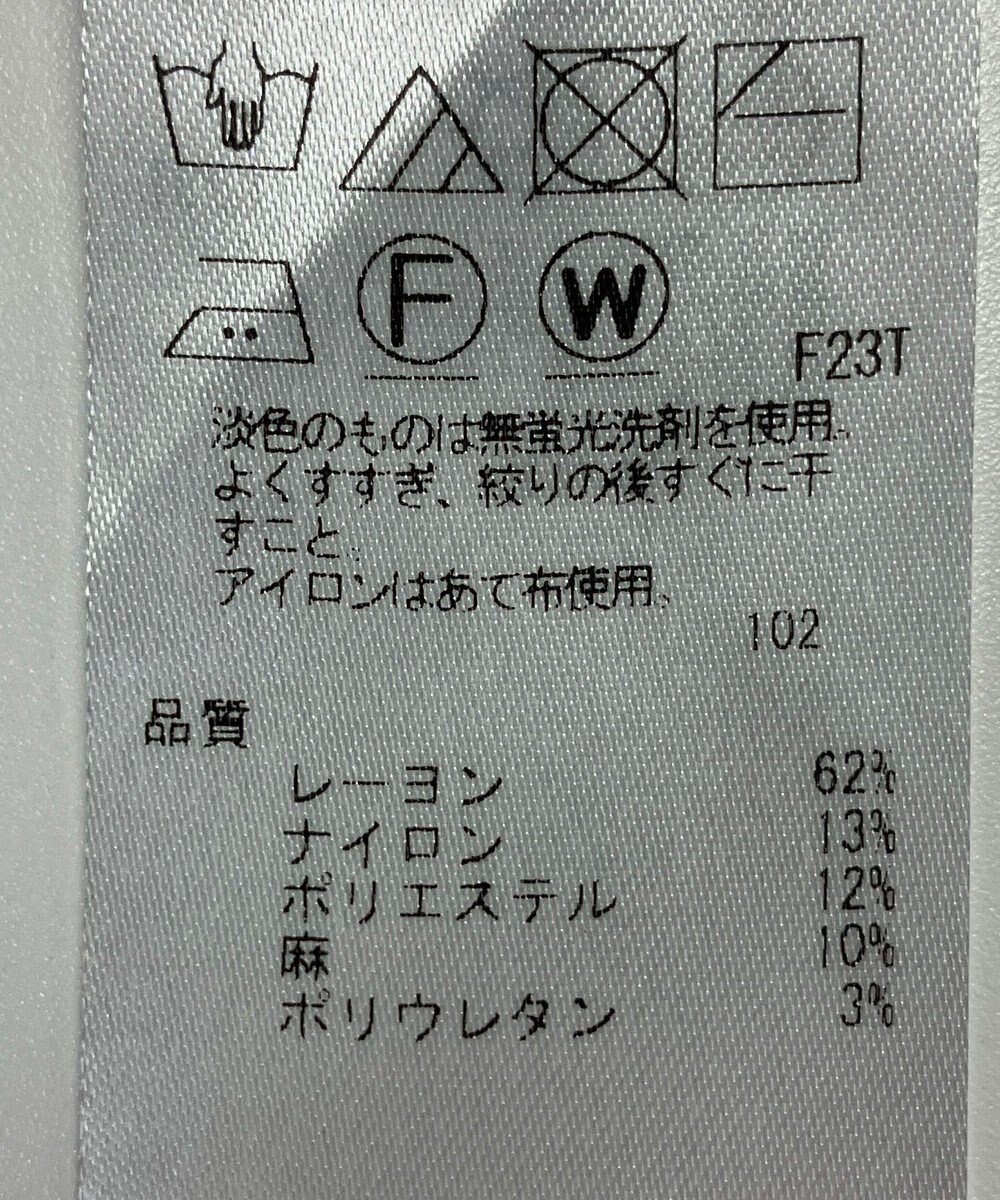 F W
F23T
淡色のものは無蛍光洗剤を使用。
よくすすぎ、絞りの後すぐに干
すこと。
アイロンはあて布使用。
102
品質
レーヨン 62%
ナイロン 13%
ポリエステル 12%
麻 10%
ポリウレタン 3%